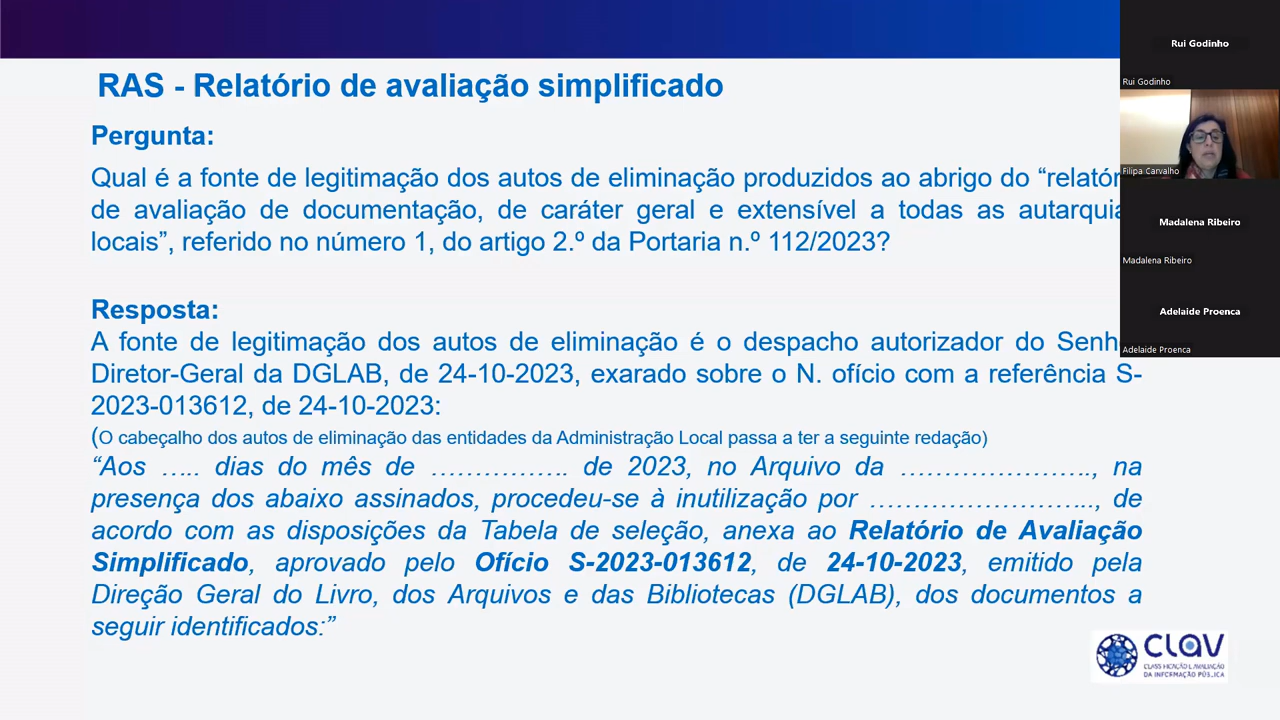 RAS - Relatório de avaliação simplificado
Pergunta:
Qual é a fonte de legitimação dos autos de eliminação produzidos ao abrigo do “relatór
de avaliação de documentação, de caráter geral e extensível a todas as autarquia
locais”, referido no número 1, do artigo 2.º da Portaria n.º 112/2023?
Resposta:
A fonte de legitimação dos autos de eliminação é o despacho autorizador do Senho
Diretor-Geral da DGLAB, de 24-10-2023, exarado sobre o N. ofício com a referência S-
2023-013612, de 24-10-2023:
(O cabeçalho dos autos de eliminação das entidades da Administração Local passa a ter a seguinte redação)
“Aos ….. dias do mês de ……………. de 2023, no Arquivo da …………………., na
presença dos abaixo assinados, procedeu-se à inutilização por …………………….., de
acordo com as disposições da Tabela de seleção, anexa ao Relatório de Avaliação
Simplificado, aprovado pelo Ofício S-2023-013612, de 24-10-2023, emitido pela
Direção Geral do Livro, dos Arquivos e das Bibliotecas (DGLAB), dos documentos a
seguir identificados:”
CLAV
CLASSIFICAÇÃO E AVALIAÇÃO
DA INFORMAÇÃO PÚBLICA
Rui Godinho
Rui Godinho
Filipa Carvalho
Madalena Ribeiro
Madalena Ribeiro
Adelaide Proenca
Adelaide Proenca